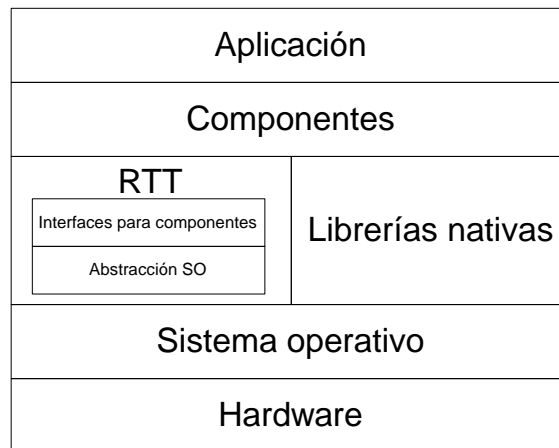 Aplicación
Componentes
RTT
Interfaces para componentes
Abstracción SO
Librerías nativas
Sistema operativo
Hardware